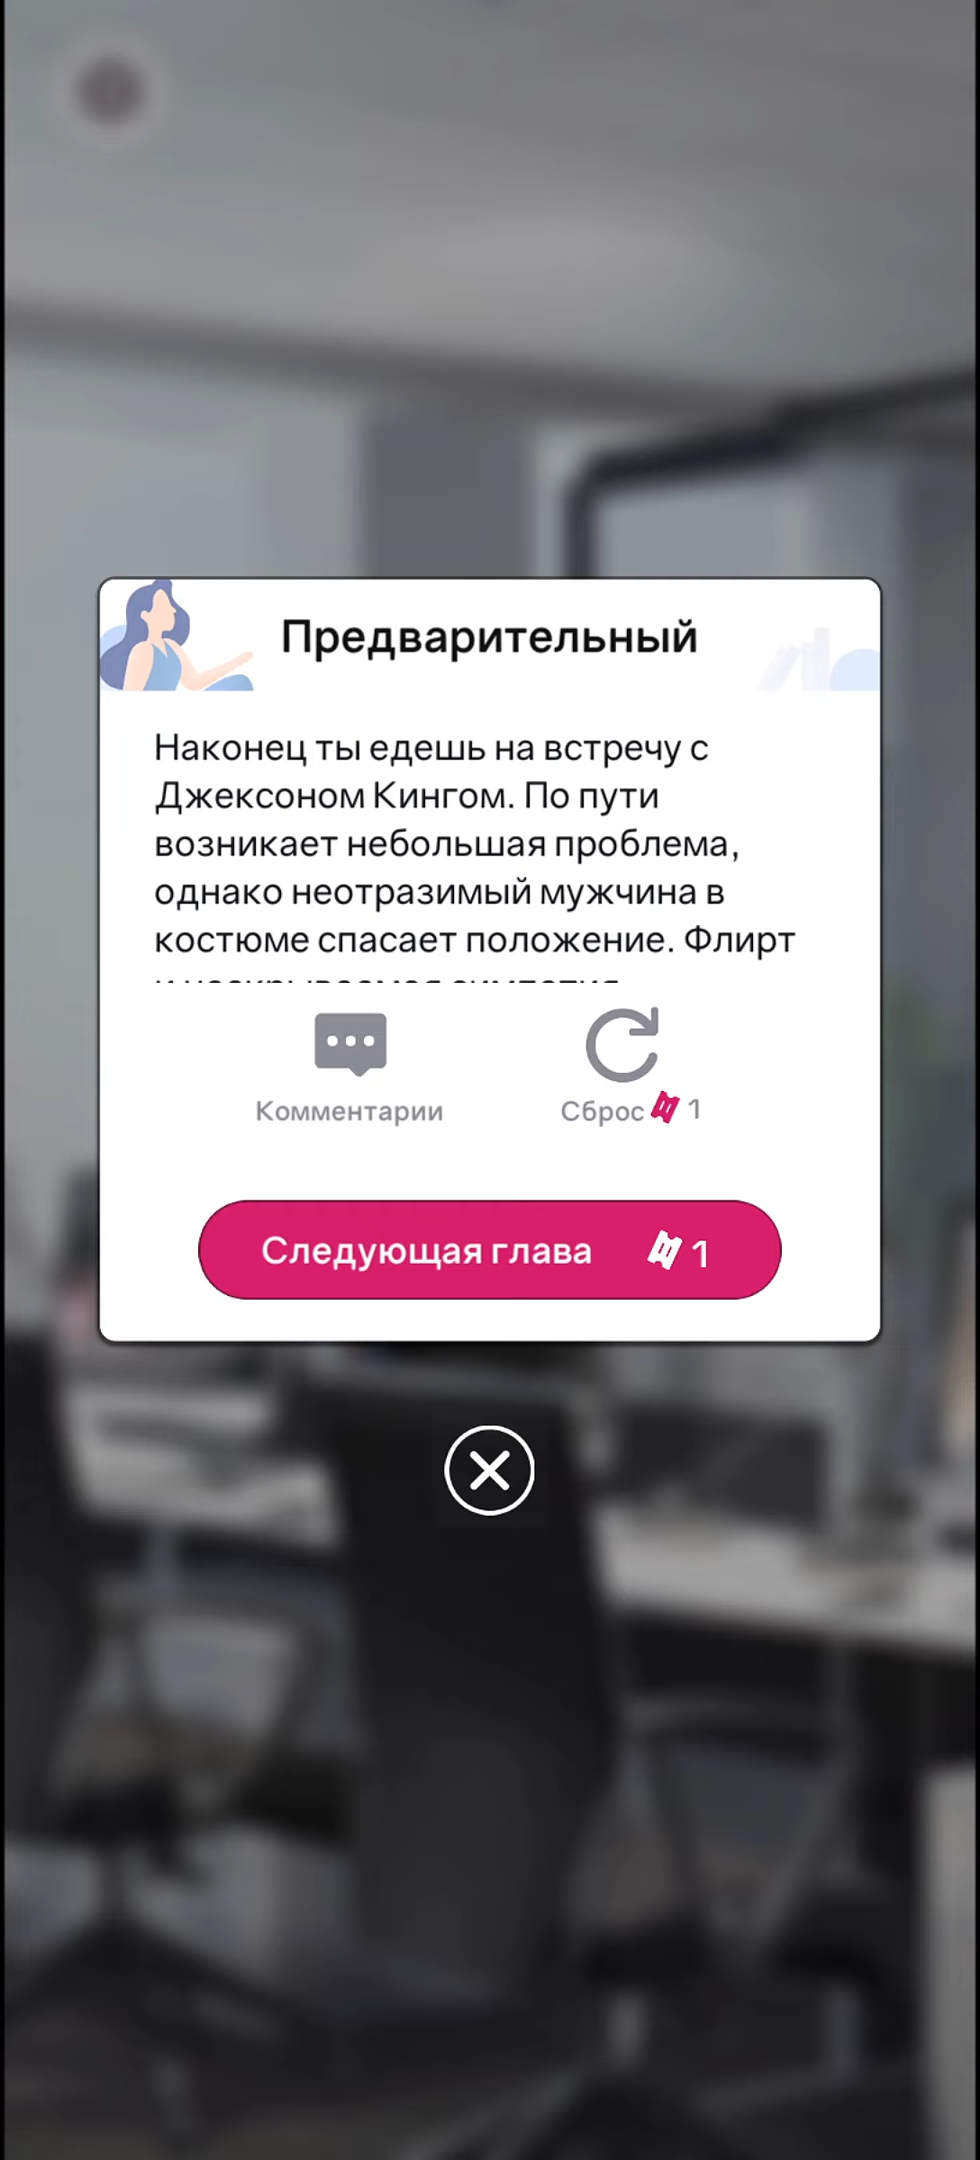 Предварительный
Наконец ты едешь на встречу с
Джексоном Кингом. По пути
возникает небольшая проблема,
однако неотразимый мужчина в
костюме спасает положение. Флирт
Комментарии
Сброс 1
Следующая глава 1